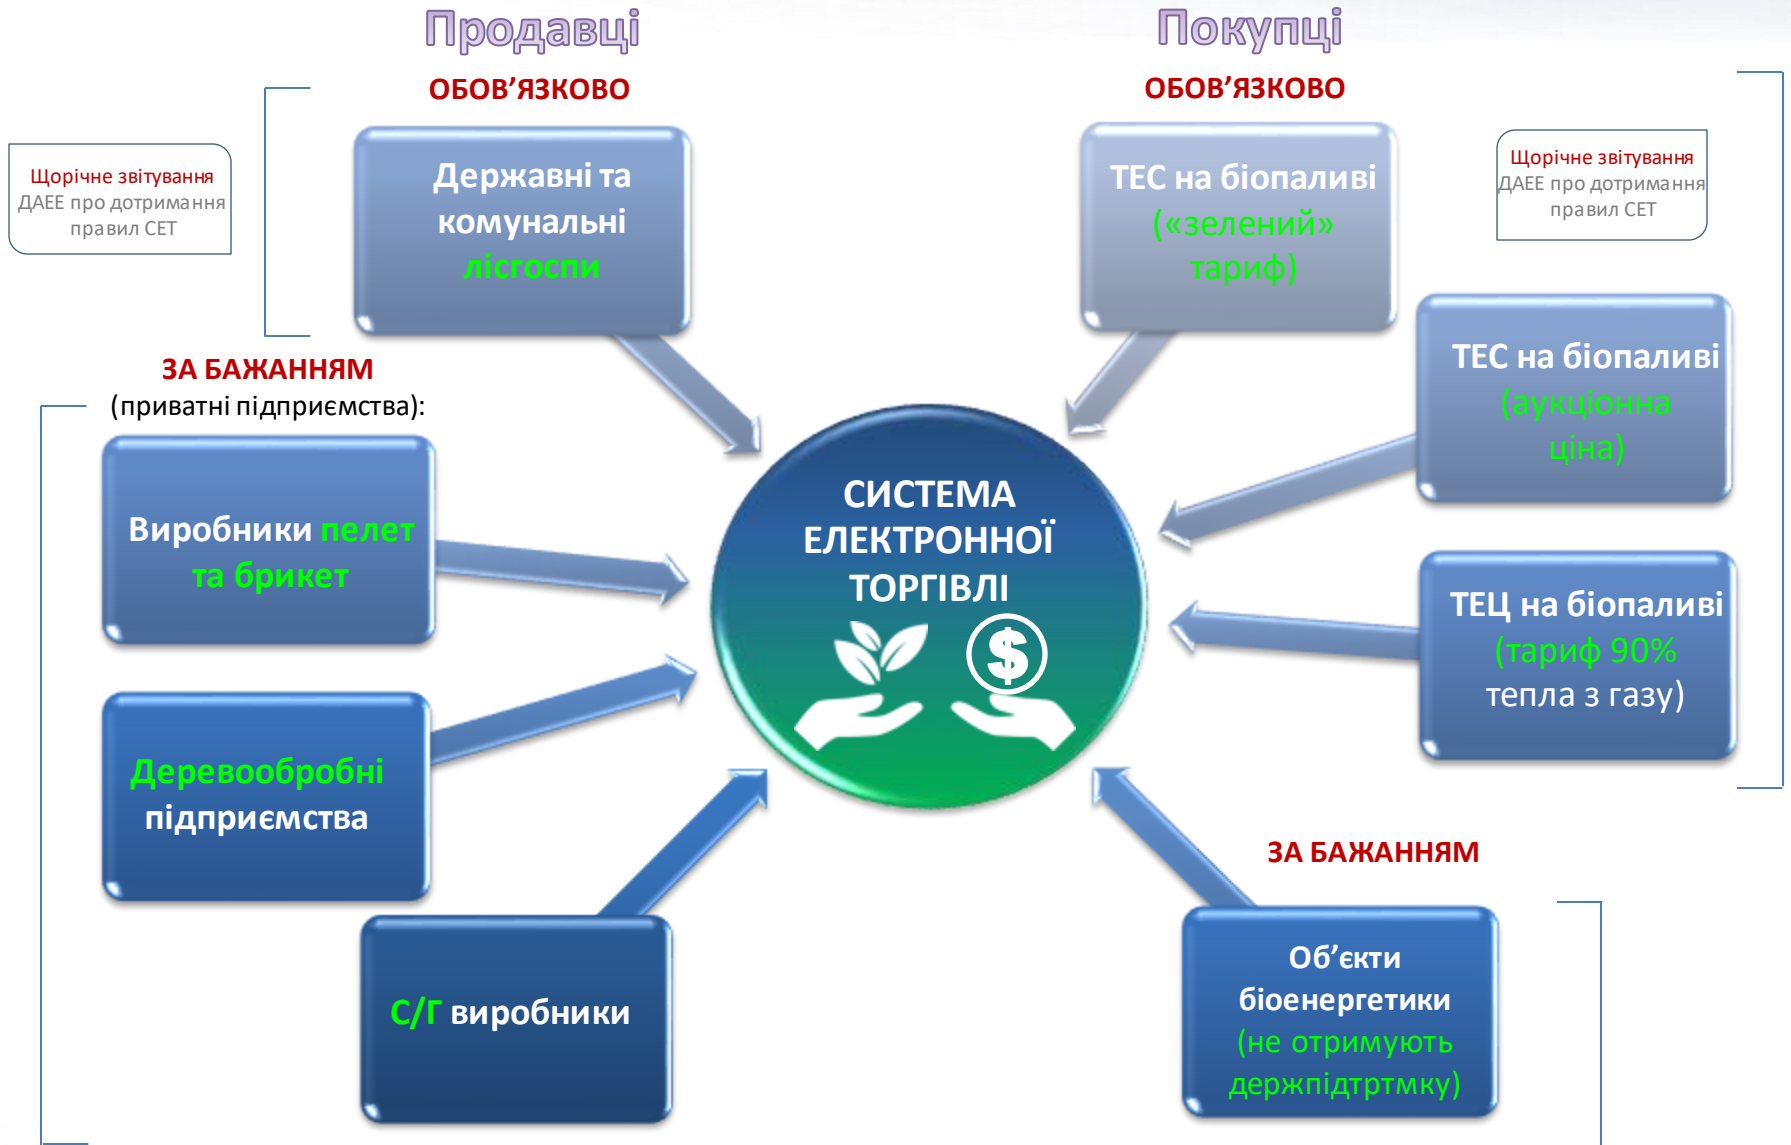 Продавці
Покупці
ОБОВ’ЯЗКОВО
ОБОВ’ЯЗКОВО
Щорічне звітування
ДАЕЕ про дотримання
правил СЕТ
Державні та
комунальні
лісгоспи
ТЕС на біопаливі
(«зелений»
тариф)
Щорічне звітування
ДАЕЕ про дотримання
правил СЕТ
ТЕС на біопаливі
(аукціонна
ціна)
ЗА БАЖАННЯМ
(приватні підприємства):
Виробники пелет
та брикет
СИСТЕМА
ЕЛЕКТРОННОЇ
ТОРГІВЛІ
$
ТЕЦ на біопаливі
(тариф 90%
тепла з газу)
Деревообробні
підприємства
ЗА БАЖАННЯМ
С/Г виробники
Об’єкти
біоенергетики
(не отримують
держпідтртмку)